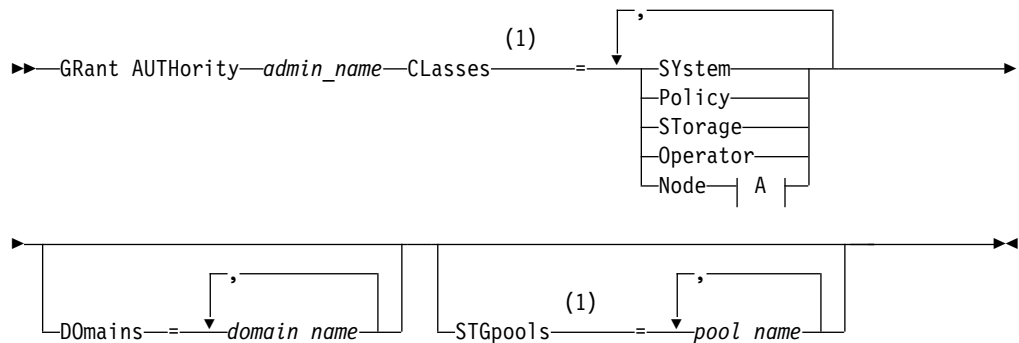 ,
(1)
GRant AUTHority admin_name CLasses = SYstem
Policy
STorage
Operator
Node A
, ,
(1)
DOmains = domain name STGpools = pool name